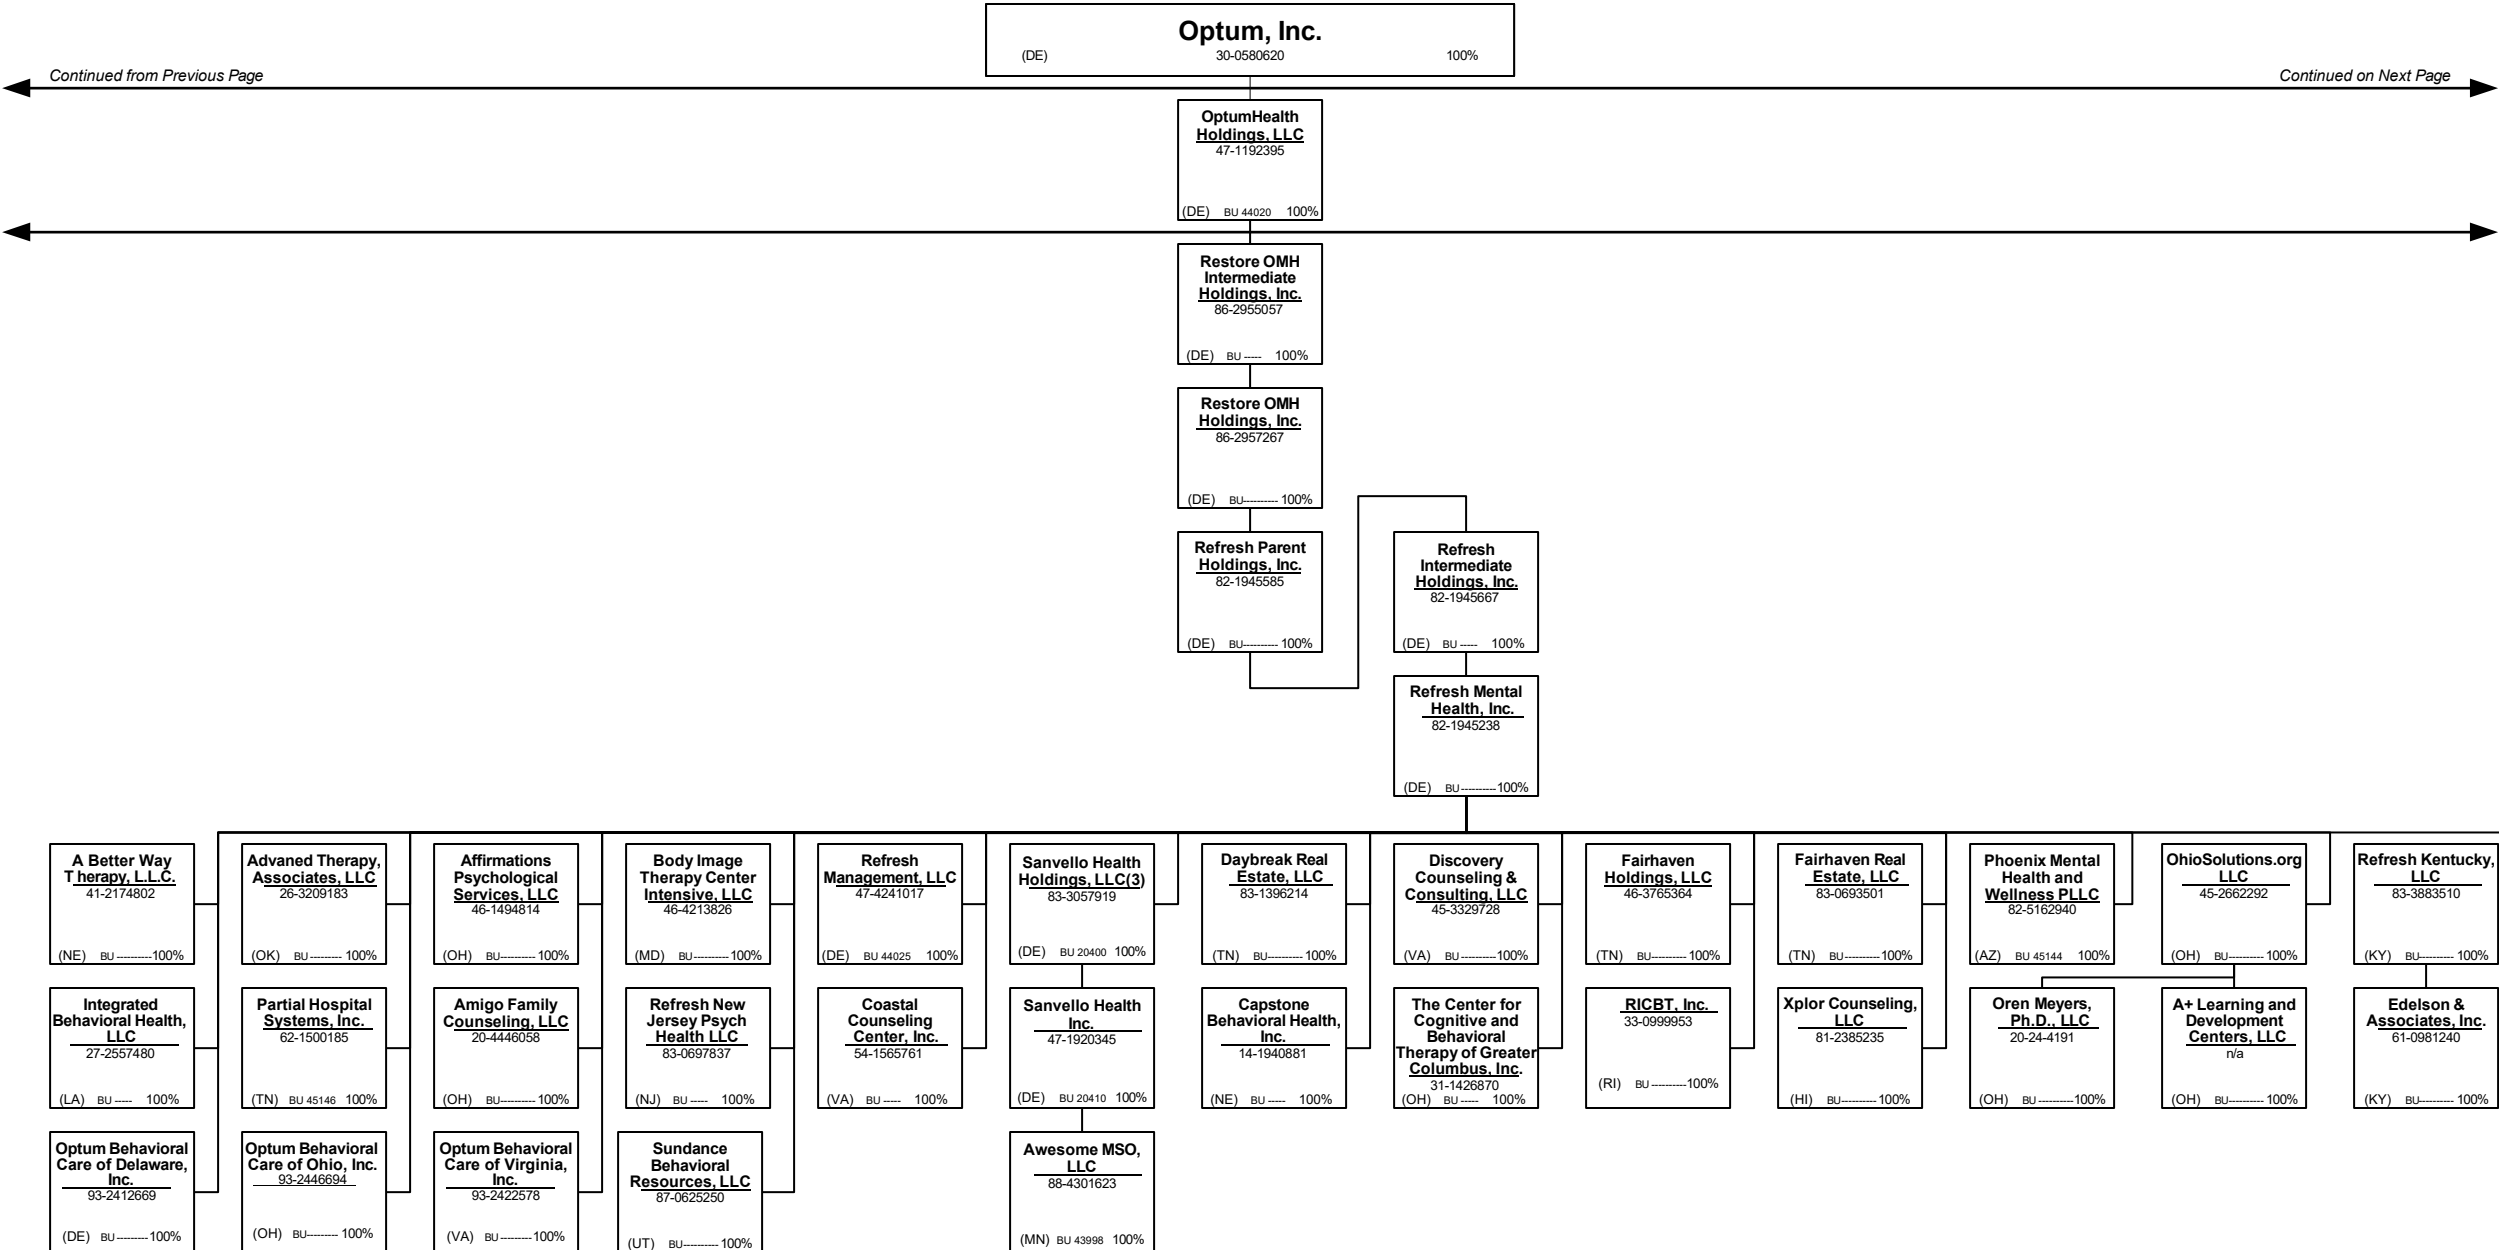 Optum, Inc.
(DE) 30-0580620 100%
Continued from Previous Page
Continued on Next Page
OptumHealth
Holdings, LLC
47-1192395
(DE) BU 44020 100%
Restore OMH
Intermediate
Holdings, Inc.
86-2955057
(DE) BU ----- 100%
Restore OMH
Holdings, Inc.
86-2957267
(DE) BU---------- 100%
Refresh Parent
Holdings, Inc.
82-1945585
(DE) BU---------- 100%
Refresh
Intermediate
Holdings, Inc.
82-1945667
(DE) BU ----- 100%
Refresh Mental
Health, Inc.
82-1945238
(DE) BU ----------100%
A Better Way
T herapy, L.L.C.
41-2174802
(NE) BU ----------100%
Advaned Therapy,
Associates, LLC
26-3209183
(OK) BU--------- 100%
Affirmations
Psychological
Services, LLC
46-1494814
(OH) BU---------- 100%
Body Image
Therapy Center
Intensive, LLC
46-4213826
(MD) BU----------100%
Refresh
Management, LLC
47-4241017
(DE) BU 44025 100%
Sanvello Health
Holdings, LLC(3)
83-3057919
(DE) BU 20400 100%
Daybreak Real
Estate, LLC
83-1396214
(TN) BU---------- 100%
Discovery
Counseling &
Consulting, LLC
45-3329728
(VA) BU ----------100%
Fairhaven
Holdings, LLC
46-3765364
(TN) BU---------- 100%
Fairhaven Real
Estate, LLC
83-0693501
(TN) BU----------100%
Phoenix Mental
Health and
Wellness PLLC
82-5162940
(AZ) BU 45144 100%
OhioSolutions.org
LLC
45-2662292
(OH) BU---------- 100%
Refresh Kentucky,
LLC
83-3883510
(KY) BU---------- 100%
Integrated
Behavioral Health,
LLC
27-2557480
(LA) BU ----- 100%
Partial Hospital
Systems, Inc.
62-1500185
(TN) BU 45146 100%
Amigo Family
Counseling, LLC
20-4446058
(OH) BU---------- 100%
Refresh New
Jersey Psych
Health LLC
83-0697837
(NJ) BU ----- 100%
Coastal
Counseling
Center, Inc.
54-1565761
(VA) BU ----- 100%
Sanvello Health
Inc.
47-1920345
(DE) BU 20410 100%
Capstone
Behavioral Health,
Inc.
14-1940881
(NE) BU ----- 100%
The Center for
Cognitive and
Behavioral
Therapy of Greater
Columbus, Inc.
31-1426870
(OH) BU ----- 100%
RICBT, Inc.
33-0999953
(RI) BU ----------100%
Xplor Counseling,
LLC
81-2385235
(HI) BU----------100%
Oren Meyers,
Ph.D., LLC
20-24-4191
(OH) BU ----------100%
A+ Learning and
Development
Centers, LLC
n/a
(OH) BU---------- 100%
Edelson &
Associates, Inc.
61-0981240
(KY) BU---------- 100%
Optum Behavioral
Care of Delaware,
Inc.
93-2412669
(DE) BU ---------100%
Optum Behavioral
Care of Ohio, Inc.
93-2446694
(OH) BU--------- 100%
Optum Behavioral
Care of Virginia,
Inc.
93-2422578
(VA) BU ---------100%
Sundance
Behavioral
Resources, LLC
87-0625250
(UT) BU---------- 100%
Awesome MSO,
LLC
88-4301623
(MN) BU 43998 100%